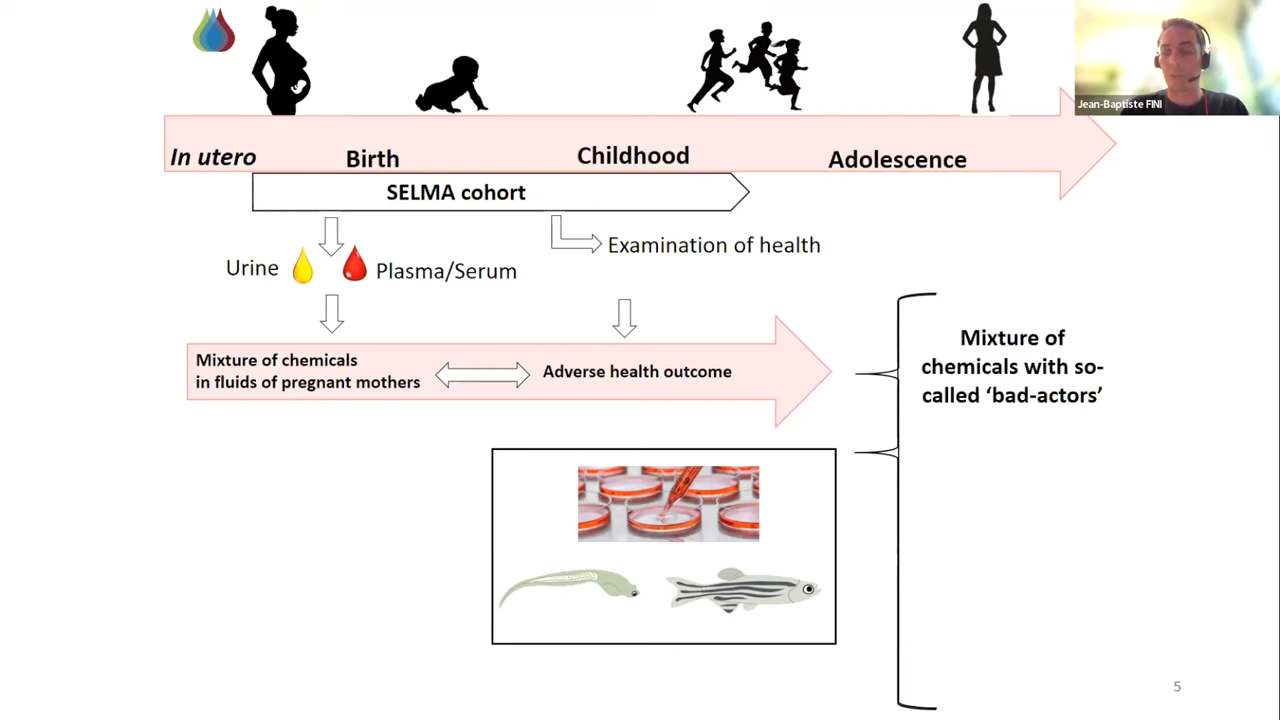 Jean-Baptiste FINI
In utero
Birth
Childhood
Adolescence
SELMA cohort
Urine
Plasma/Serum
Examination of health
Mixture of chemicals
in fluids of pregnant mothers
Adverse health outcome
Mixture of
chemicals with so-
called ‘bad-actors’
5